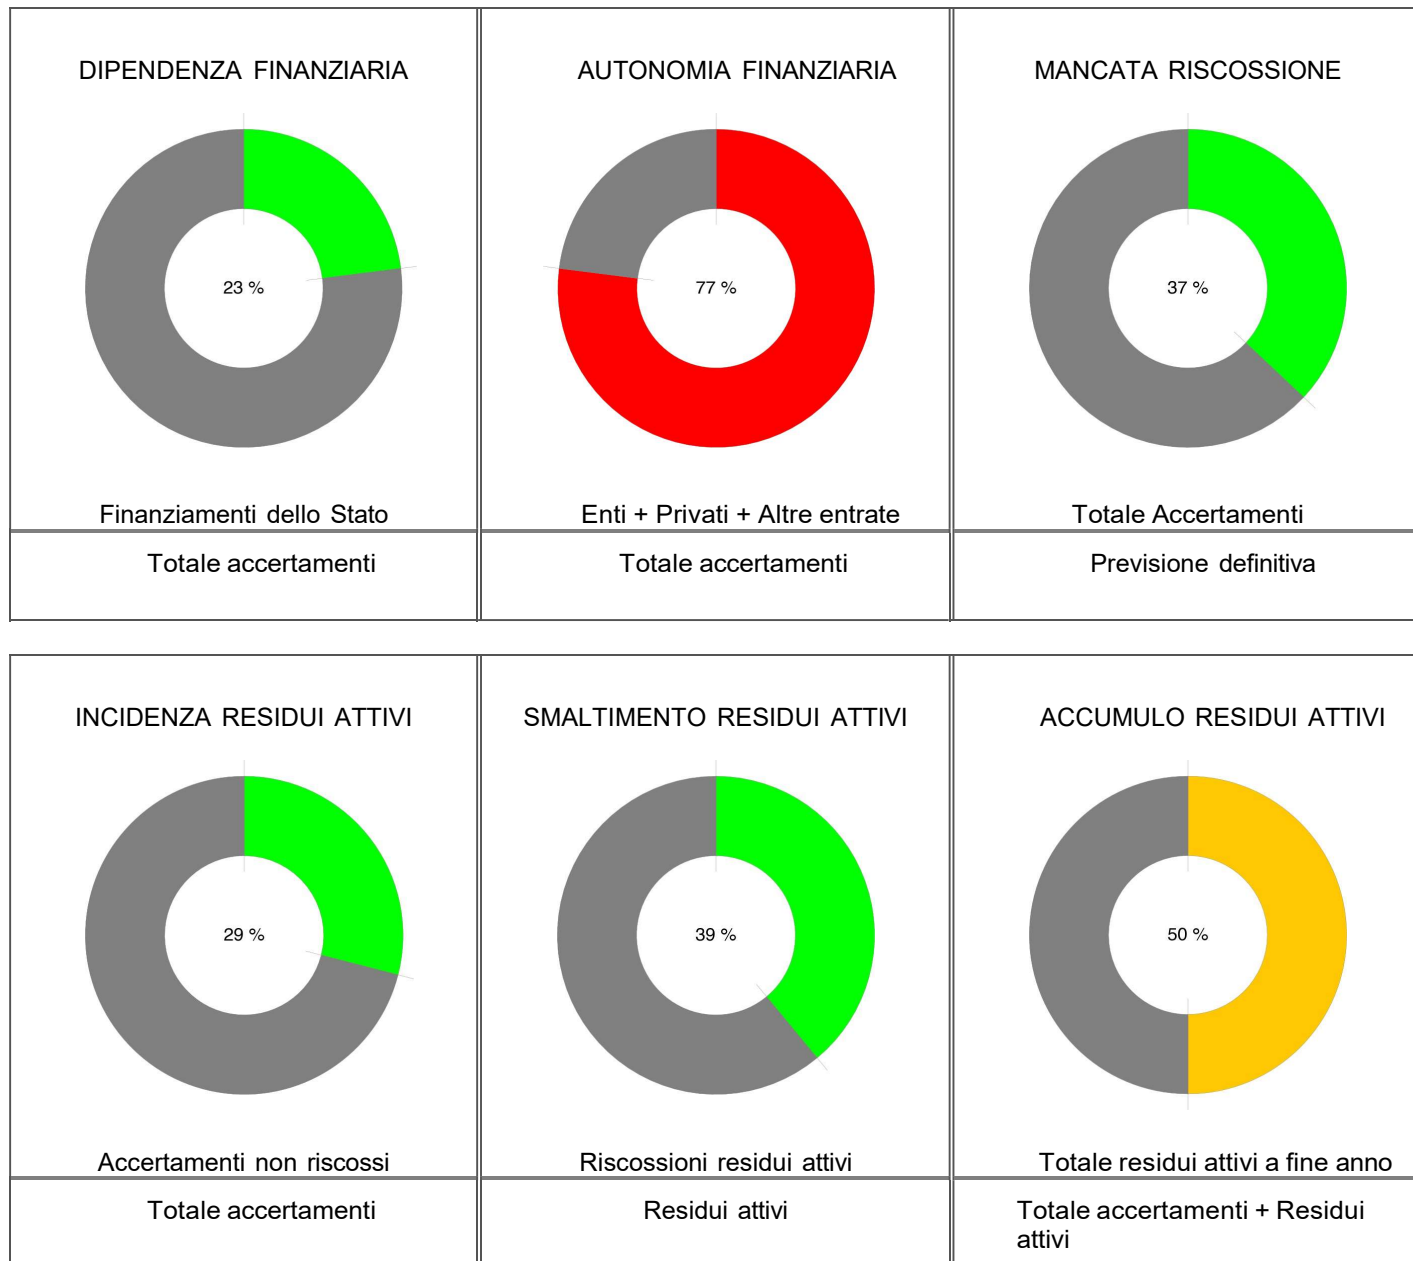 DIPENDENZA FINANZIARIA
23 %
Finanziamenti dello Stato
Totale accertamenti
AUTONOMIA FINANZIARIA
77 %
Enti + Privati + Altre entrate
Totale accertamenti
MANCATA RISCOSSIONE
37 %
Totale Accertamenti
Previsione definitiva
INCIDENZA RESIDUI ATTIVI
29 %
Accertamenti non riscossi
Totale accertamenti
SMALTIMENTO RESIDUI ATTIVI
39 %
Riscossioni residui attivi
Residui attivi
ACCUMULO RESIDUI ATTIVI
50 %
Totale residui attivi a fine anno
Totale accertamenti + Residui
attivi